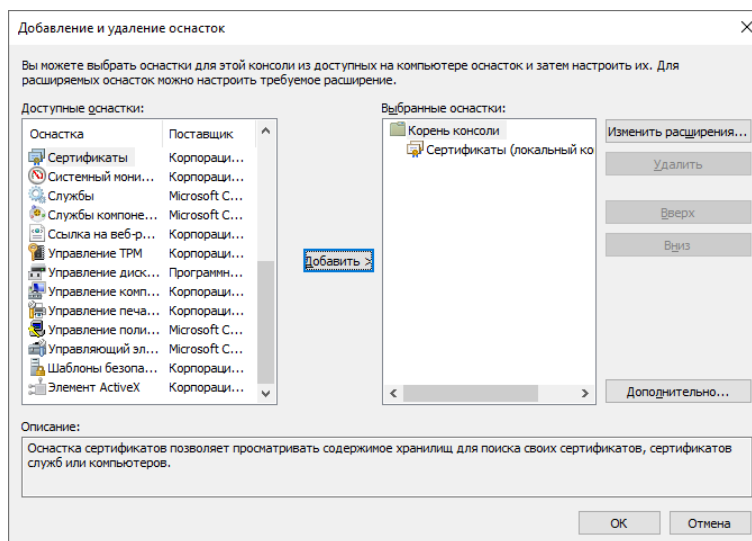 Добавление и удаление оснасток
Вы можете выбрать оснастки для этой консоли из доступных на компьютере оснасток и затем настроить их. Для
расширяемых оснасток можно настроить требуемое расширение.
Доступные оснастки:
Оснастка Поставщик
Сертификаты Корпораци...
Системный мони... Корпораци...
Службы Microsoft C...
Службы компоне... Microsoft C...
Ссылка на веб-р... Корпораци...
Управление TPM Корпораци...
Управление диск... Программн...
Управление комп... Корпораци...
Управление печа... Корпораци...
Управление поли... Microsoft C...
Управляющий эл... Microsoft C...
Шаблоны безопа... Корпораци...
Элемент ActiveX Корпораци...
Добавить >
Выбранные оснастки:
Корень консоли
Сертификаты (локальный ко
Изменить расширения...
Удалить
Вверх
Вниз
Дополнительно...
Описание:
Оснастка сертификатов позволяет просматривать содержимое хранилищ для поиска своих сертификатов, сертификатов
служб или компьютеров.
ОК
Отмена